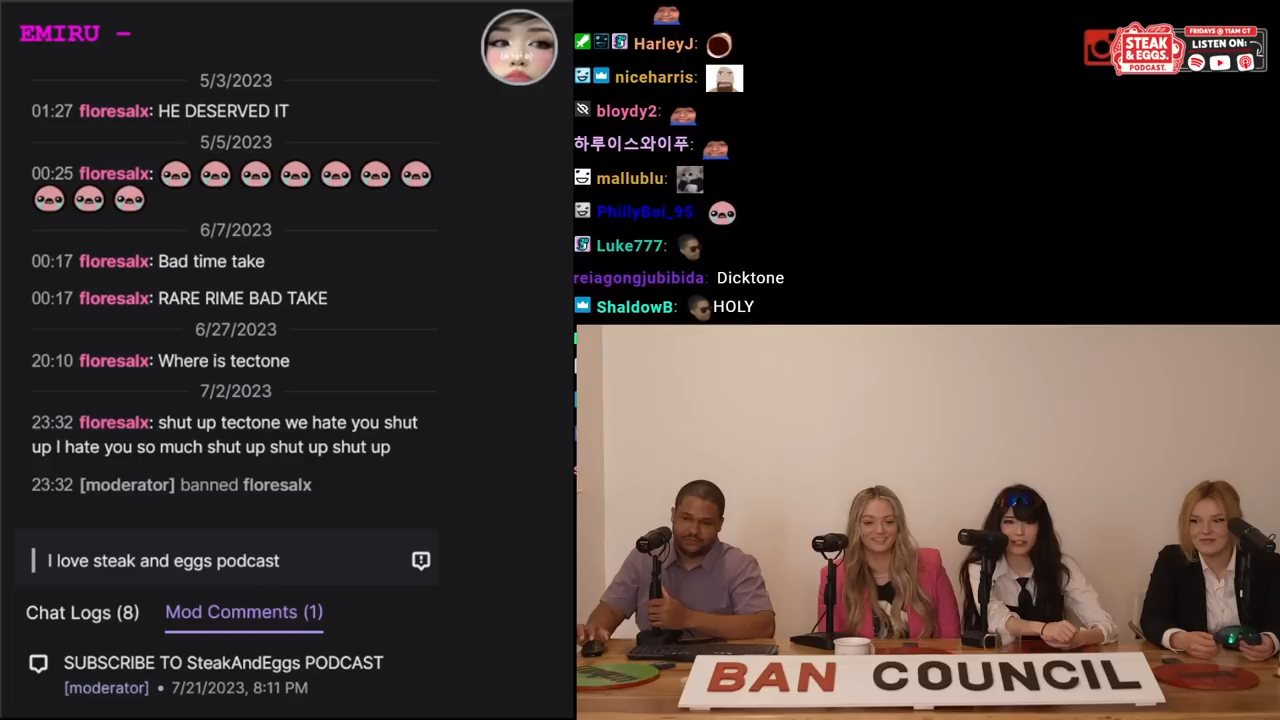 EMIRU –
5/3/2023
01:27 floresalx: HE DESERVED IT
5/5/2023
00:25 floresalx:
6/7/2023
00:17 floresalx: Bad time take
00:17 floresalx: RARE RIME BAD TAKE
6/27/2023
20:10 floresalx: Where is tectone
7/2/2023
23:32 floresalx: shut up tectone we hate you shut
up I hate you so much shut up shut up shut up
23:32 [moderator] banned floresalx
I love steak and eggs podcast
Chat Logs (8) Mod Comments (1)
SUBSCRIBE TO SteakAndEggs PODCAST
[moderator] • 7/21/2023, 8:11 PM
HarleyJ:
niceharris:
bloydy2:
하루이스와이푸:
mallublu:
PhillyBoi_95:
Luke777:
reiagongjubibida: Dicktone
ShaldowB: HOLY
STEAK
& EGGS.
PODCAST.
FRIDAYS @ 11AM CT
LISTEN ON:
BAN COUNCIL